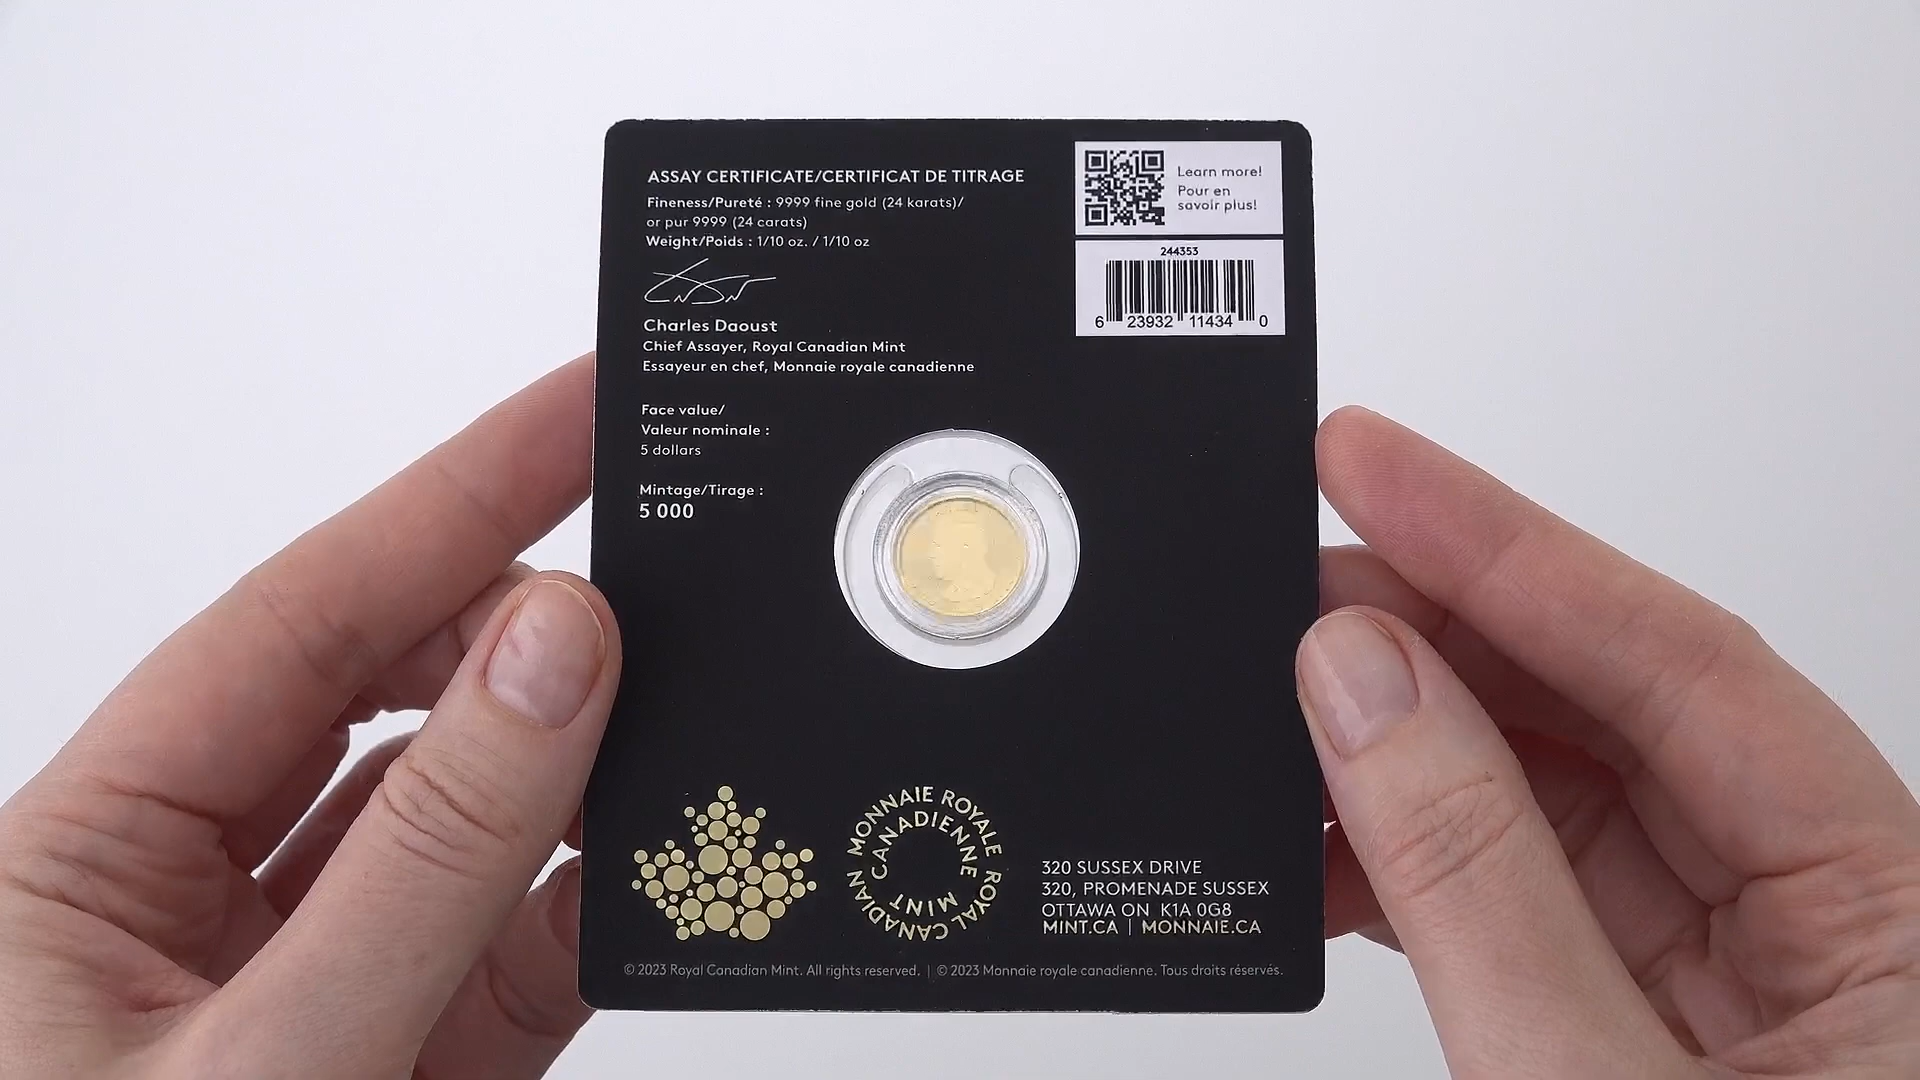 ASSAY CERTIFICATE/CERTIFICAT DE TITRAGE
Fineness/Pureté : 9999 fine gold (24 karats)/
or pur 9999 (24 carats)
Weight/Poids : 1/10 oz. / 1/10 oz
Charles Daoust
Chief Assayer, Royal Canadian Mint
Essayeur en chef, Monnaie royale canadienne
Face value/
Valeur nominale :
5 dollars
Mintage/Tirage :
5 000
Learn more!
Pour en
savoir plus!
244353
6 23932 11434 0
MONNAIE ROYALE CANADIENNE
ROYAL CANADIAN MINT
320 SUSSEX DRIVE
320, PROMENADE SUSSEX
OTTAWA ON K1A 0G8
MINT.CA | MONNAIE.CA
© 2023 Royal Canadian Mint. All rights reserved. | © 2023 Monnaie royale canadienne. Tous droits réservés.